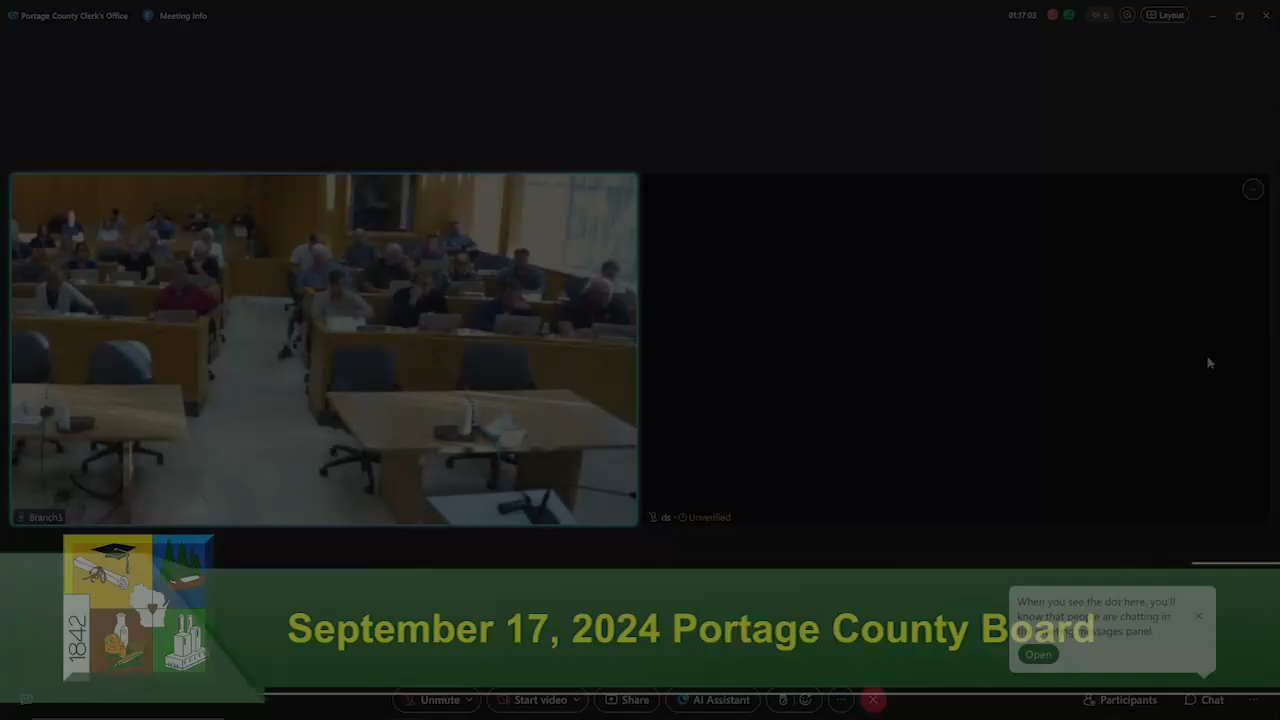 Portage County Clerk's Office
Meeting Info
01:17:03
6
Layout
Branch3
ds
Unverified
1842
September 17, 2024 Portage County Board
When you see the dot here, you'll
know that people are chatting in
messages panel.
Open
Unmute
Start video
Share
AI Assistant
Participants
Chat